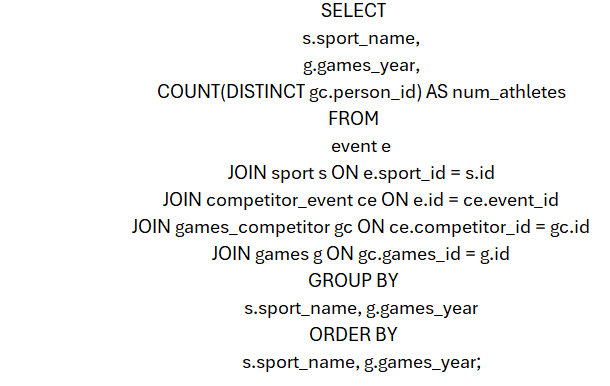 SELECT
s.sport_name,
g.games_year,
COUNT(DISTINCT gc.person_id) AS num_athletes
FROM
event e
JOIN sport s ON e.sport_id = s.id
JOIN competitor_event ce ON e.id = ce.event_id
JOIN games_competitor gc ON ce.competitor_id = gc.id
JOIN games g ON gc.games_id = g.id
GROUP BY
s.sport_name, g.games_year
ORDER BY
s.sport_name, g.games_year;